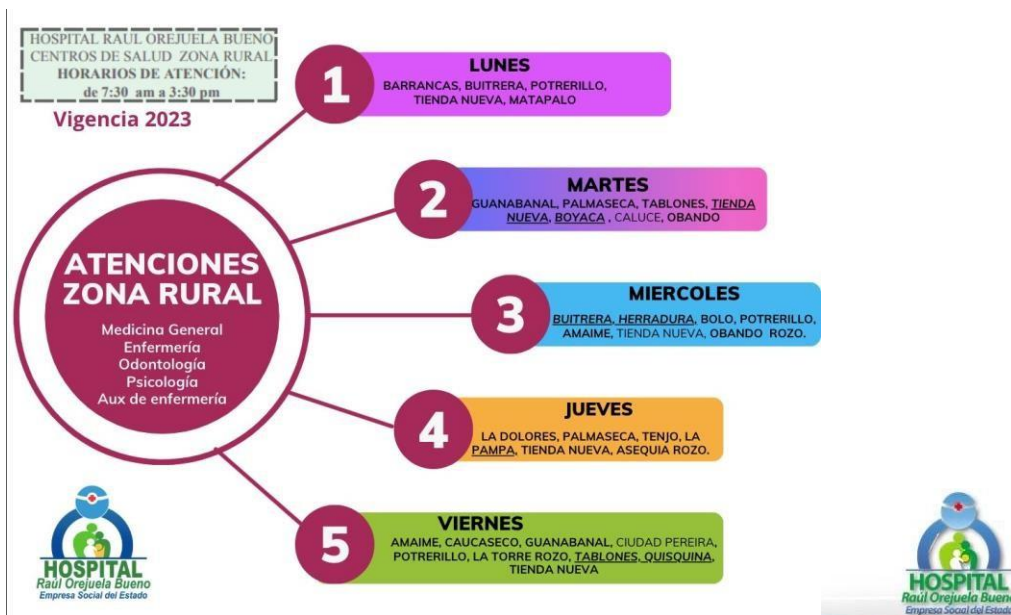 HOSPITAL RAUL OREJUELA BUENO
CENTROS DE SALUD ZONA RURAL
HORARIOS DE ATENCIÓN:
de 7:30 am a 3:30 pm
Vigencia 2023
ATENCIONES
ZONA RURAL
Medicina General
Enfermería
Odontología
Psicología
Aux de enfermería
1
LUNES
BARRANCAS, BUITRERA, POTRERILLO,
TIENDA NUEVA, MATAPALO
2
MARTES
GUANABANAL, PALMASECA, TABLONES, TIENDA
NUEVA, BOYACA , CALUCE, OBANDO
3
MIERCOLES
BUITRERA, HERRADURA, BOLO, POTRERILLO,
AMAIME, TIENDA NUEVA, OBANDO ROZO.
4
JUEVES
LA DOLORES, PALMASECA, TENJO, LA
PAMPA, TIENDA NUEVA, ASEQUIA ROZO.
5
VIERNES
AMAIME, CAUCASECO, GUANABANAL, CIUDAD PEREIRA,
POTRERILLO, LA TORRE ROZO, TABLONES, QUISQUINA,
TIENDA NUEVA
HOSPITAL
Raúl Orejuela Bueno
Empresa Social del Estado
HOSPITAL
Raúl Orejuela Bueno
Empresa Social del Estado